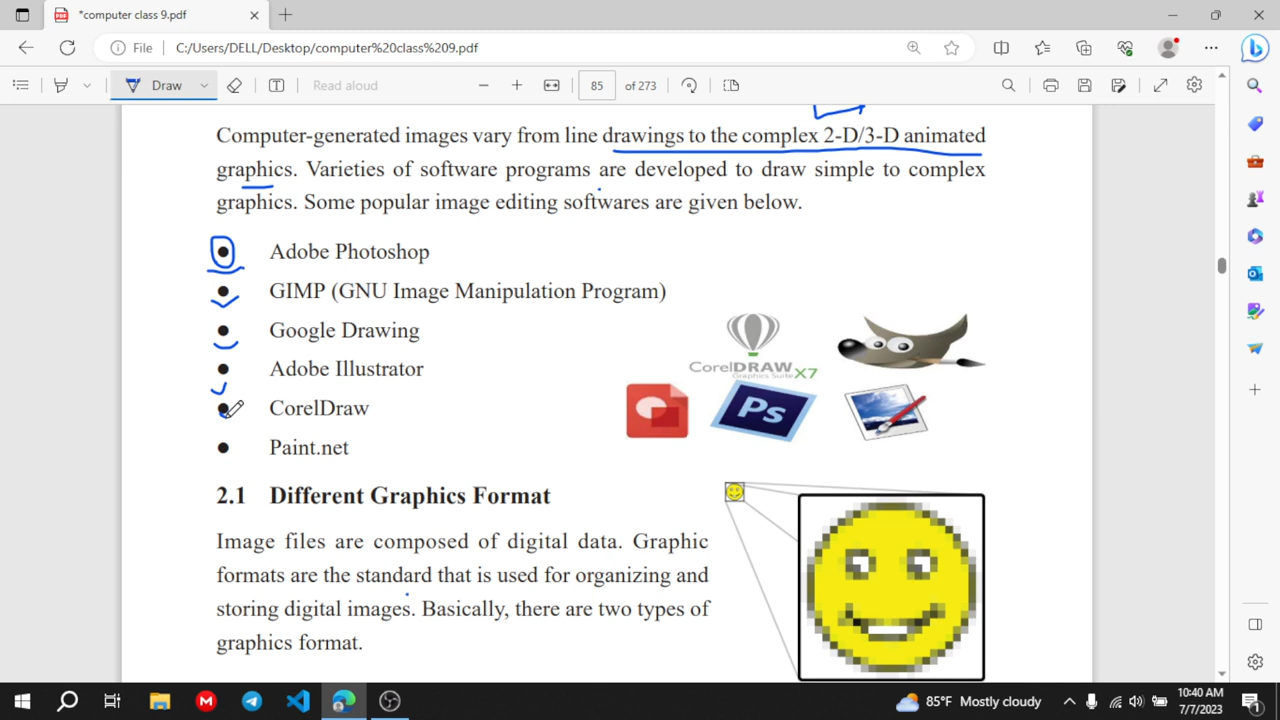 *computer class 9.pdf
File C:/Users/DELL/Desktop/computer%20class%209.pdf
Draw Read aloud 85 of 273
Computer-generated images vary from line drawings to the complex 2-D/3-D animated
graphics. Varieties of software programs are developed to draw simple to complex
graphics. Some popular image editing softwares are given below.
● Adobe Photoshop
● GIMP (GNU Image Manipulation Program)
● Google Drawing
● Adobe Illustrator
● CorelDraw
● Paint.net
CorelDRAW
Graphics Suite X7
Ps
2.1 Different Graphics Format
Image files are composed of digital data. Graphic
formats are the standard that is used for organizing and
storing digital images. Basically, there are two types of
graphics format.
85°F Mostly cloudy
10:40 AM
7/7/2023